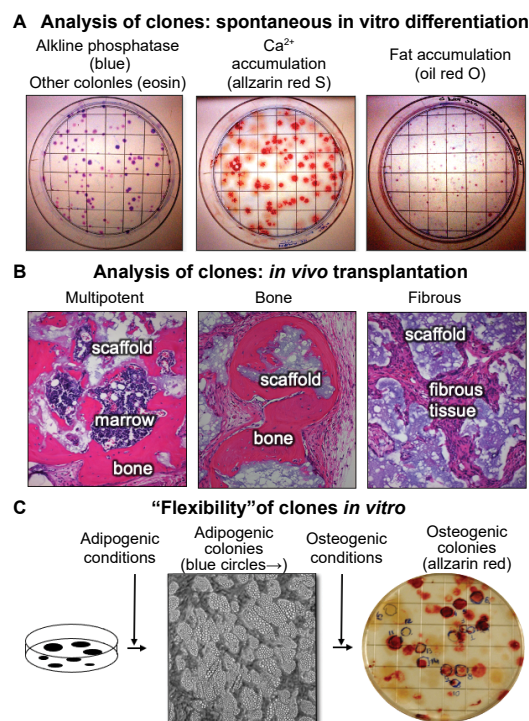 A Analysis of clones: spontaneous in vitro differentiation
Alkline phosphatase
(blue)
Other colonles (eosin)
Ca2+
accumulation
(allzarin red S)
Fat accumulation
(oil red O)
B Analysis of clones: in vivo transplantation
Multipotent
Bone
Fibrous
scaffold
marrow
bone
scaffold
bone
scaffold
fibrous
tissue
C “Flexibility”of clones in vitro
Adipogenic
conditions
Adipogenic
colonies
(blue circles→)
Osteogenic
conditions
Osteogenic
colonies
(allzarin red)